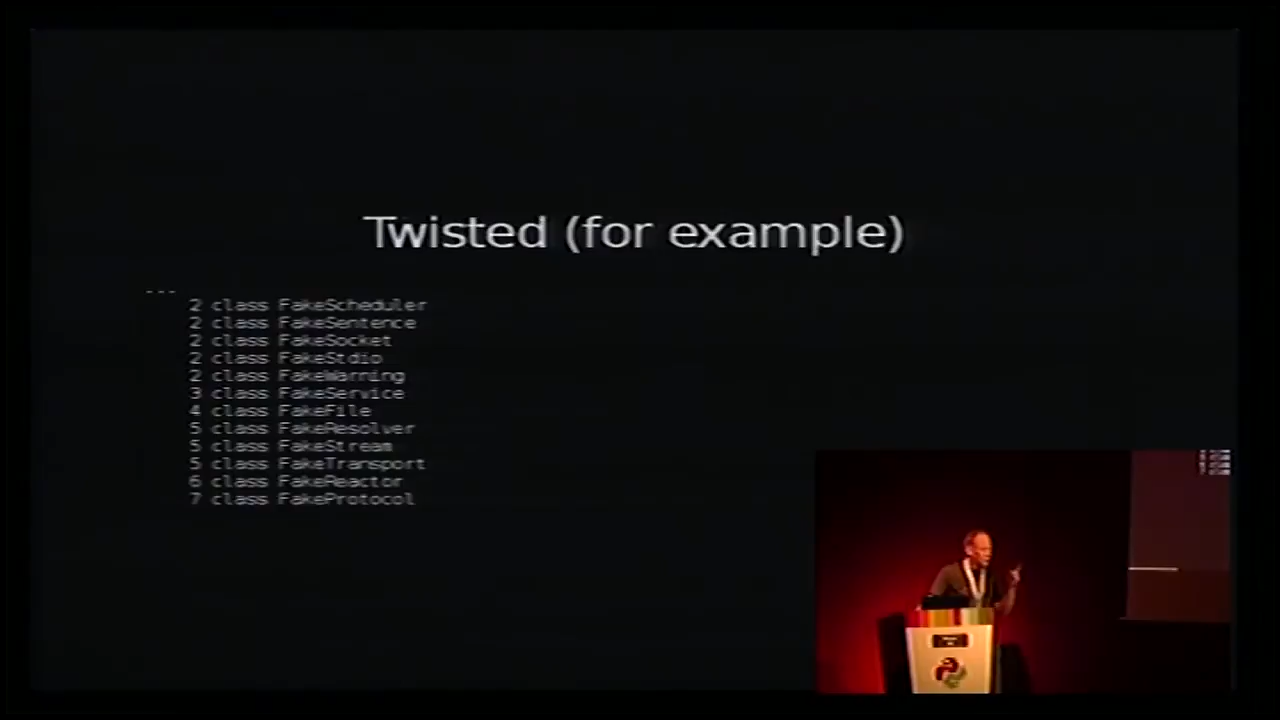 Twisted (for example)
---
2 class FakeScheduler
2 class FakeSentence
2 class FakeSocket
2 class FakeStdio
2 class FakeWarning
3 class FakeService
4 class FakeFile
5 class FakeResolver
5 class FakeStream
5 class FakeTransport
6 class FakeReactor
7 class FakeProtocol